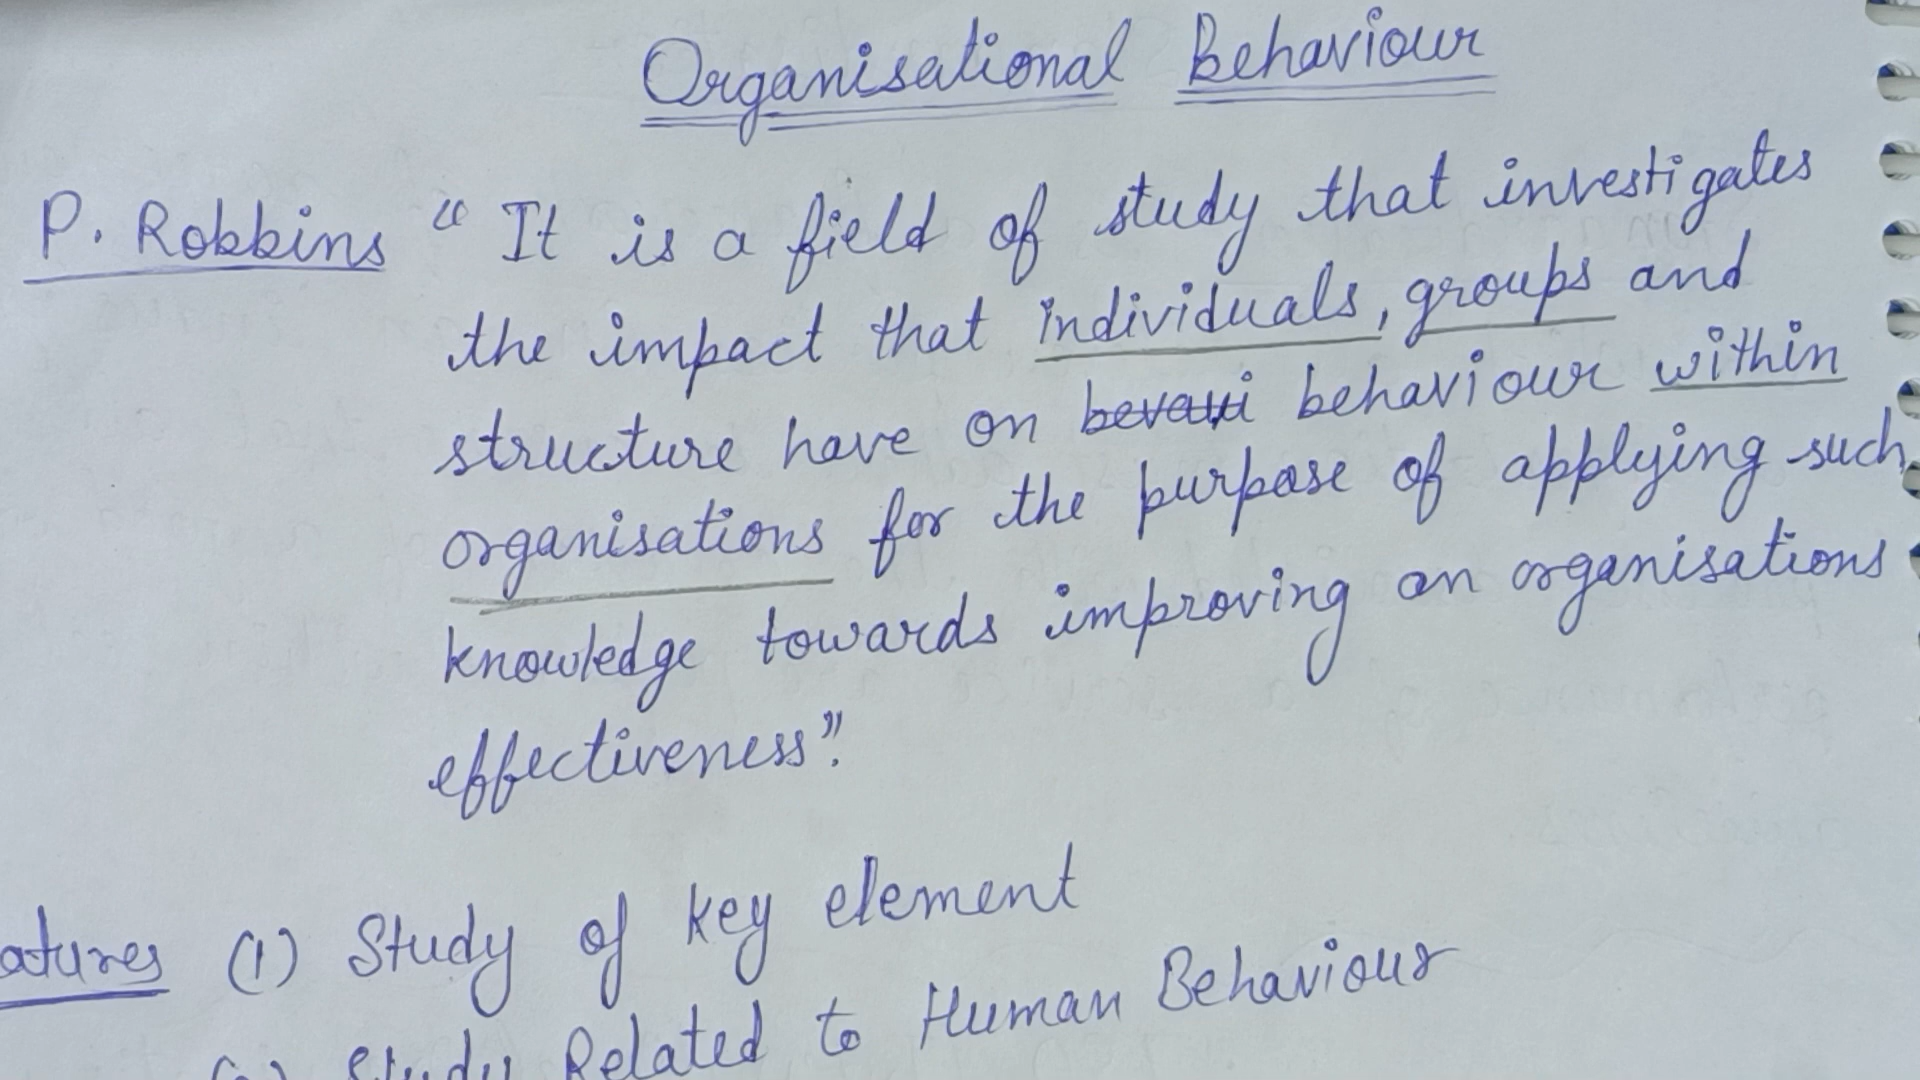 Organisational Behaviour
P. Robbins “It is a field of study that investigates
the impact that individuals, groups and
structure have on behaviour within
organisations for the purpose of applying such
knowledge towards improving an organisations
effectiveness”.
atures (1) Study of key element
Study Related to Human Behaviour